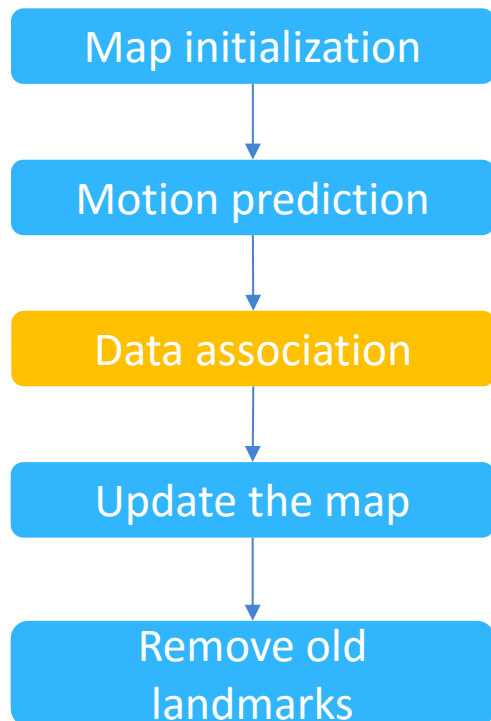 Map initialization
Motion prediction
Data association
Update the map
Remove old
landmarks